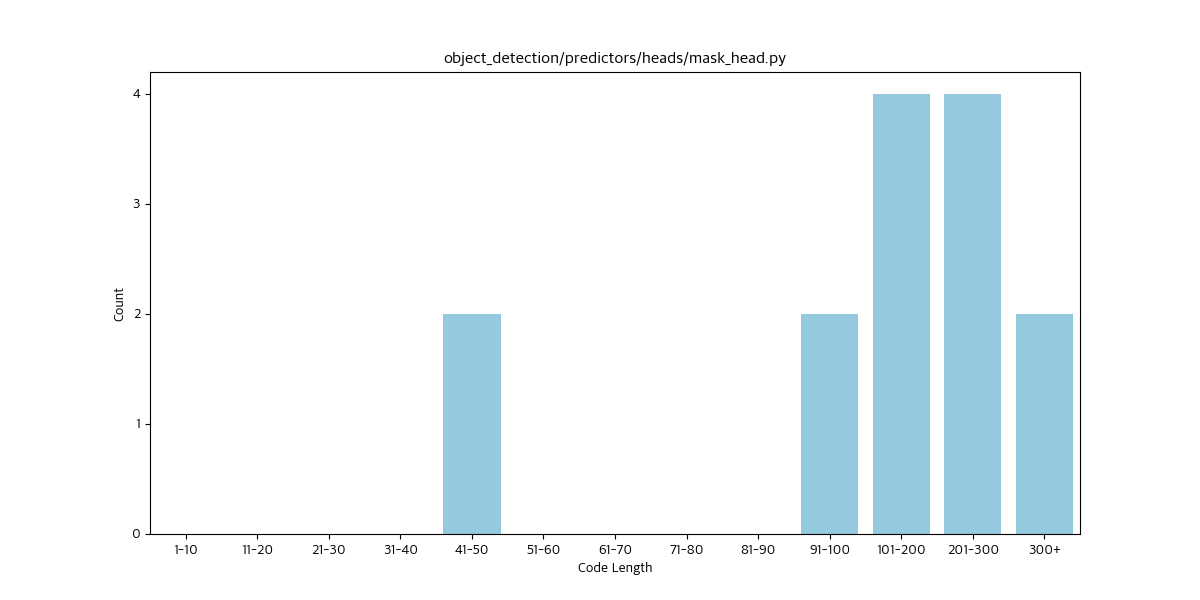 object_detection/predictors/heads/mask_head.py
4
3
2
1
0
Count
1-10 11-20 21-30 31-40 41-50 51-60 61-70 71-80 81-90 91-100 101-200 201-300 300+
Code Length